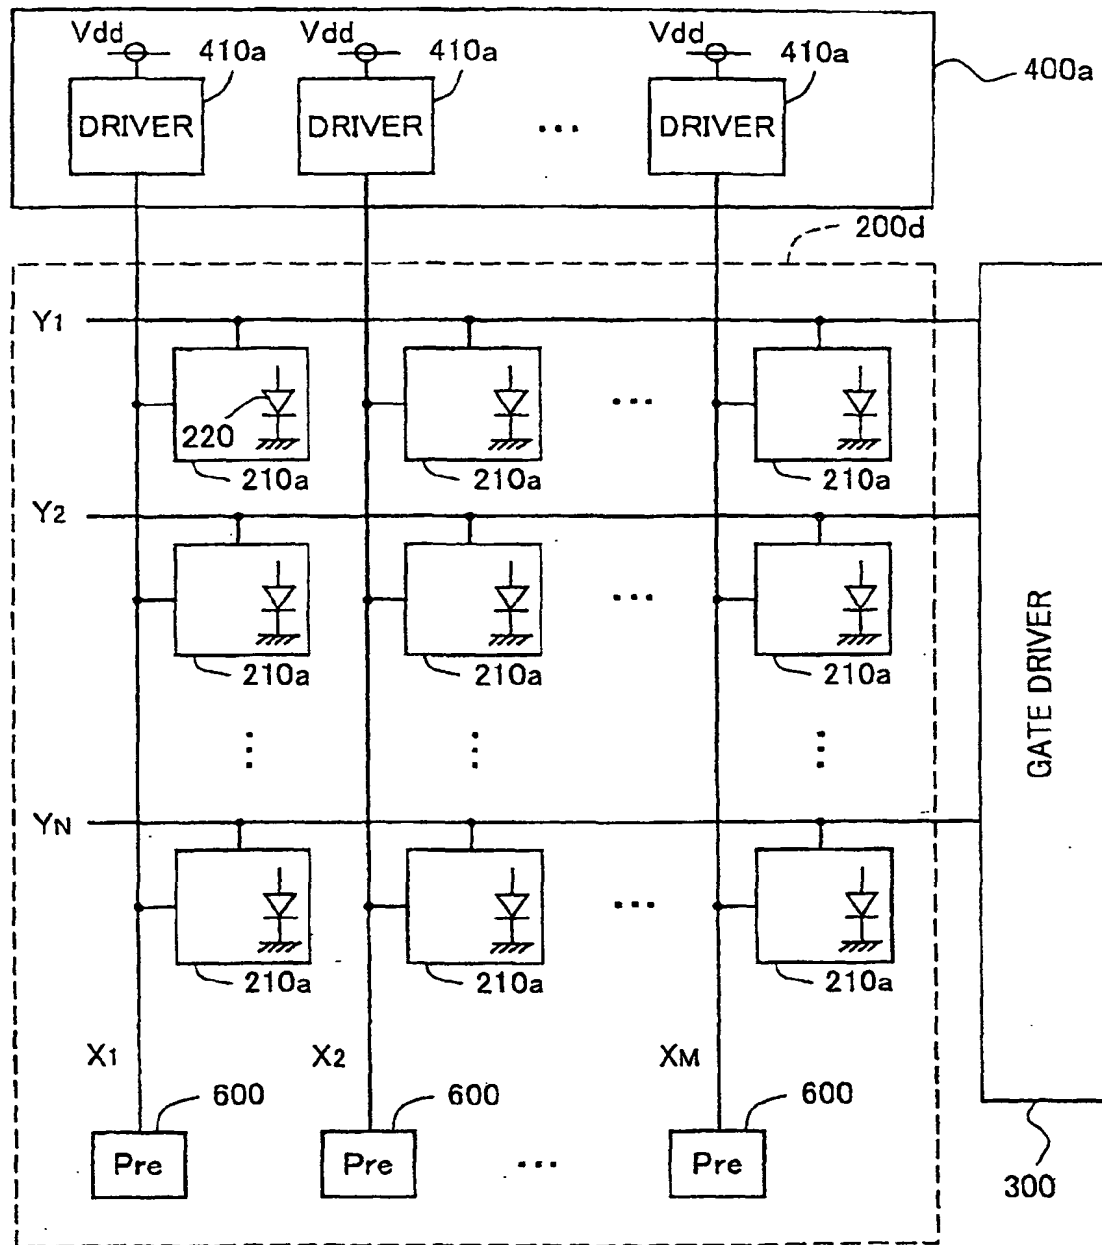 Vdd Vdd Vdd
410a 410a 410a
400a
DRIVER DRIVER ... DRIVER
200d
Y1
...
220
210a 210a 210a
Y2
...
210a 210a 210a
GATE DRIVER
YN
...
210a 210a 210a
X1 X2 XM
600 600 600
Pre Pre ... Pre
300